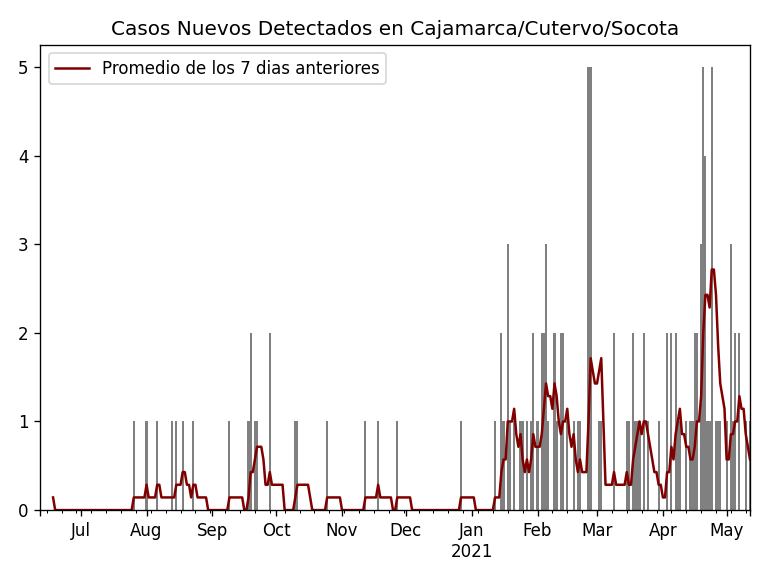 Casos Nuevos Detectados en Cajamarca/Cutervo/Socota
Promedio de los 7 dias anteriores
5
4
3
2
1
0
Jul Aug Sep Oct Nov Dec Jan Feb Mar Apr May
2021